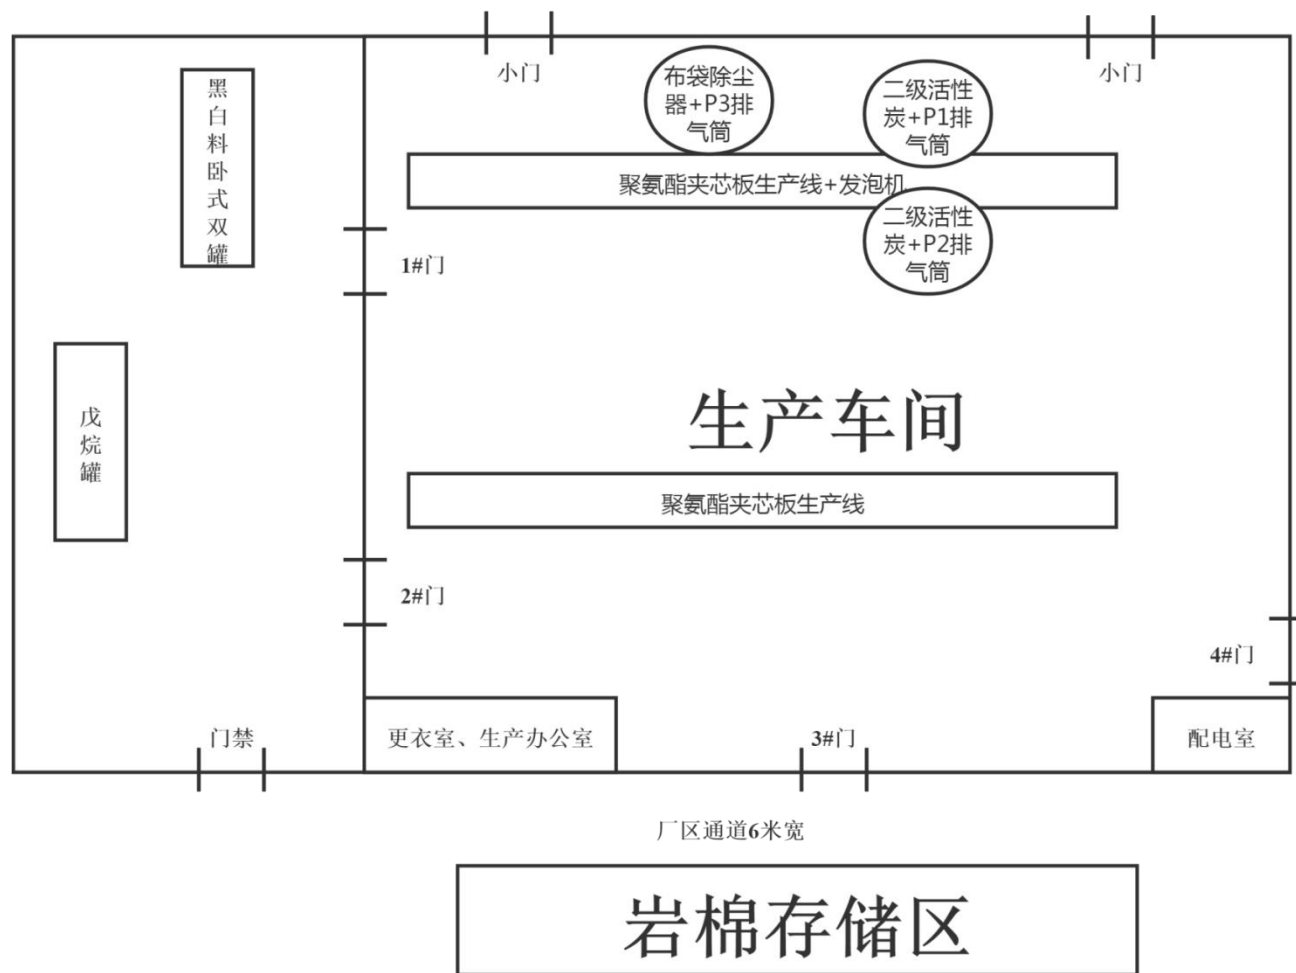 小门
小门
黑
白
料
卧
式
双
罐
布袋除尘
器+P3排
气筒
二级活性
炭+P1排
气筒
聚氨酯夹芯板生产线+发泡机
二级活性
炭+P2排
气筒
1#门
戊
烷
罐
生产车间
聚氨酯夹芯板生产线
2#门
4#门
门禁
更衣室、生产办公室
3#门
配电室
厂区通道6米宽
岩棉存储区